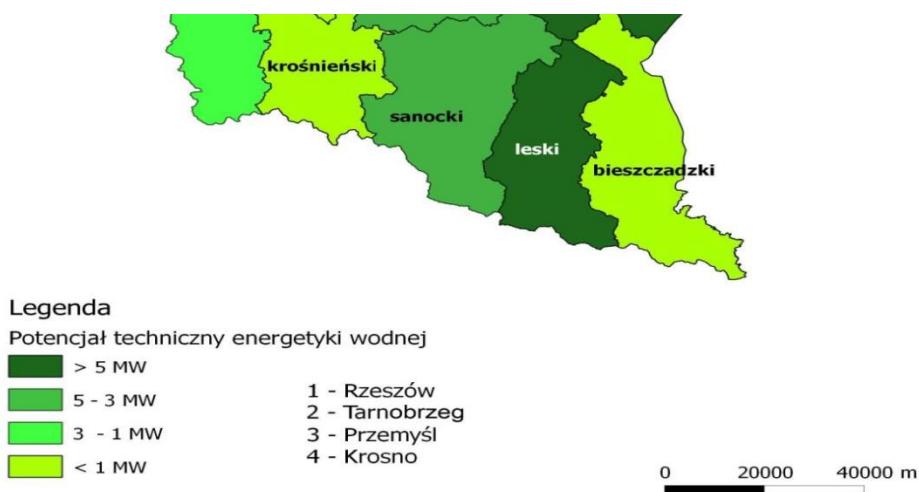 krośnieński
sanocki
leski
bieszczadzki
Legenda
Potencjał techniczny energetyki wodnej
> 5 MW
5 - 3 MW
3 - 1 MW
< 1 MW
1 - Rzeszów
2 - Tarnobrzeg
3 - Przemyśl
4 - Krosno
0 20000 40000 m